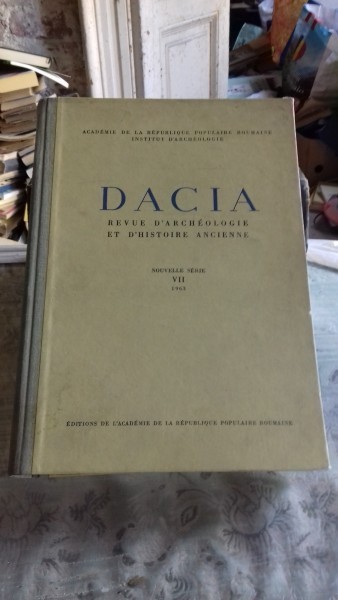 ACADÉMIE DE LA RÉPUBLIQUE POPULAIRE ROUMAINE
INSTITUT D'ARCHÉOLOGIE
DACIA
REVUE D'ARCHÉOLOGIE
ET D'HISTOIRE ANCIENNE
NOUVELLE SÉRIE
VII
1963
ÉDITIONS DE L'ACADÉMIE DE LA RÉPUBLIQUE POPULAIRE ROUMAINE